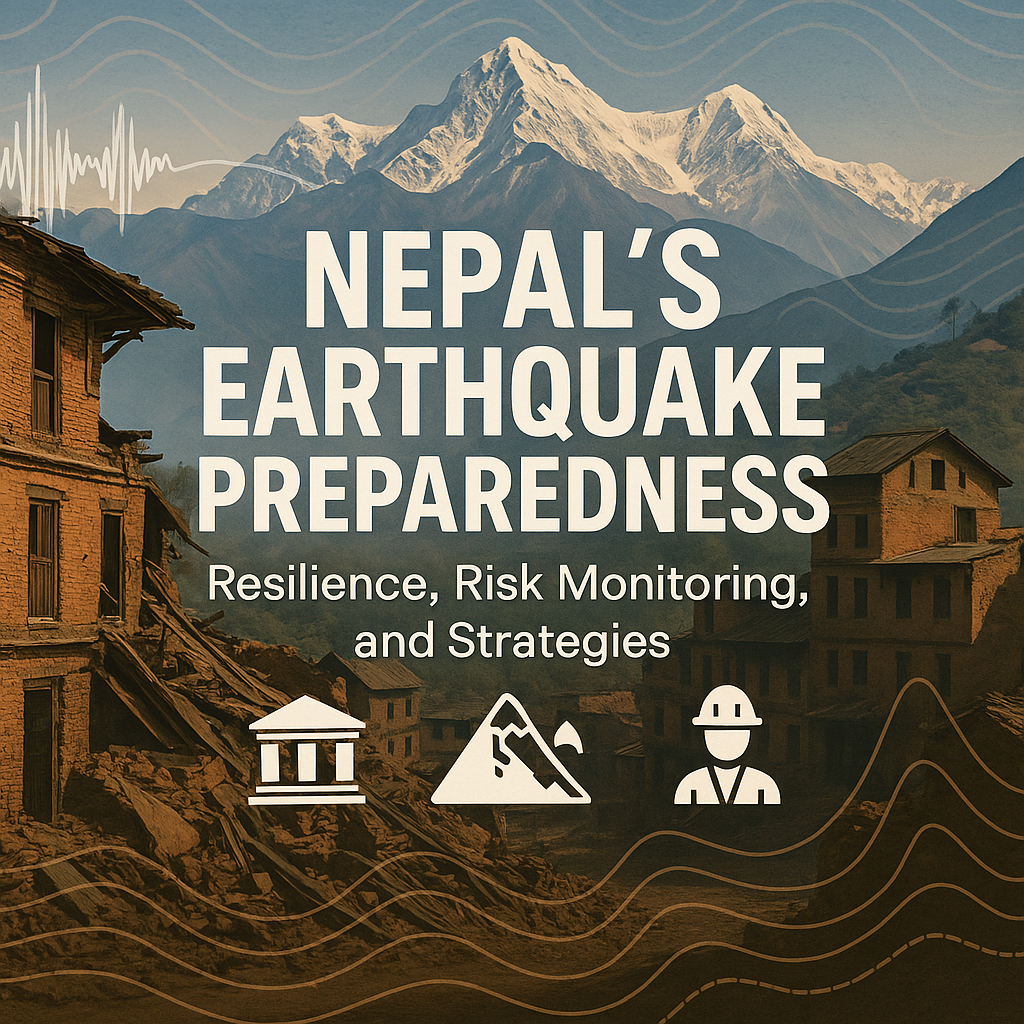 NEPAL’S
EARTHQUAKE
PREPAREDNESS
Resilience, Risk Monitoring,
and Strategies